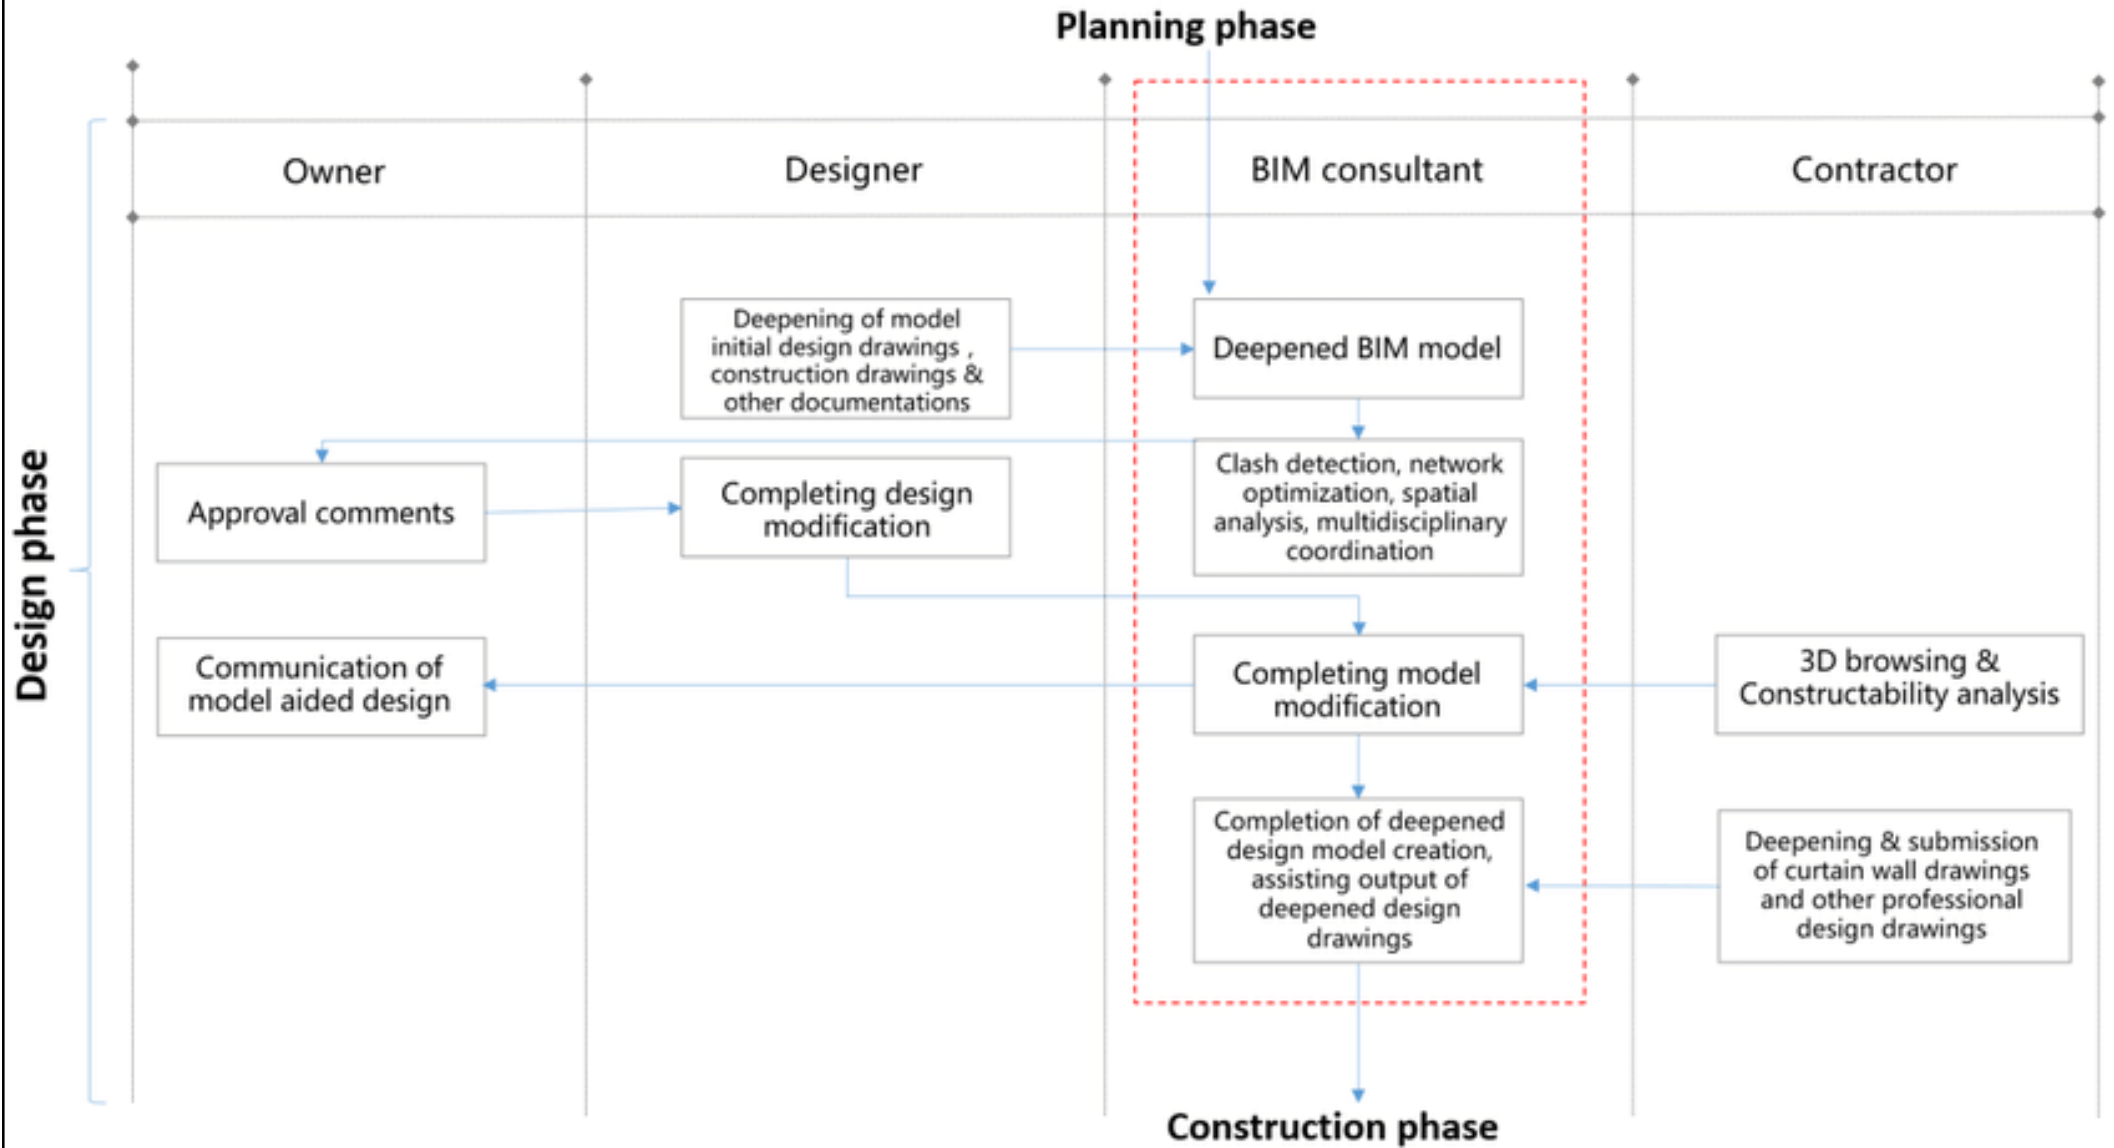 Planning phase
Owner
Designer
BIM consultant
Contractor
Design phase
Deepening of model
initial design drawings ,
construction drawings &
other documentations
Deepened BIM model
Approval comments
Completing design
modification
Clash detection, network
optimization, spatial
analysis, multidisciplinary
coordination
Communication of
model aided design
Completing model
modification
3D browsing &
Constructability analysis
Completion of deepened
design model creation,
assisting output of
deepened design
drawings
Deepening & submission
of curtain wall drawings
and other professional
design drawings
Construction phase